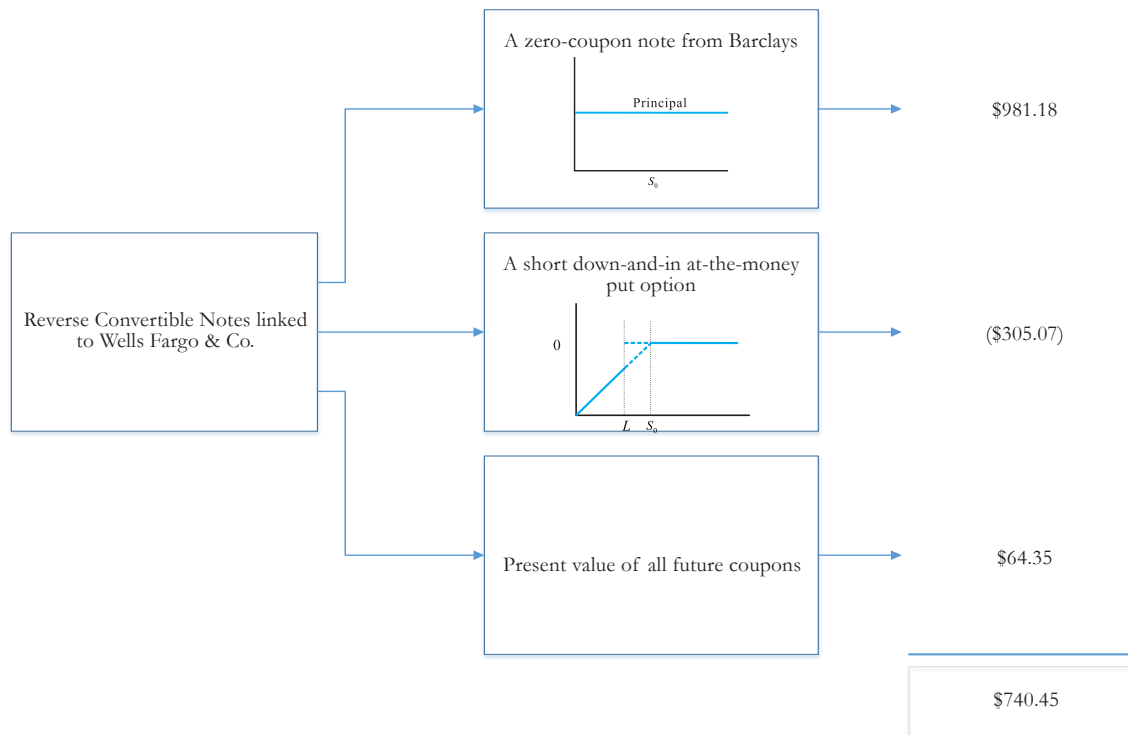 A zero-coupon note from Barclays
Principal
S₀
$981.18
Reverse Convertible Notes linked
to Wells Fargo & Co.
A short down-and-in at-the-money
put option
0
L S₀
($305.07)
Present value of all future coupons
$64.35
$740.45